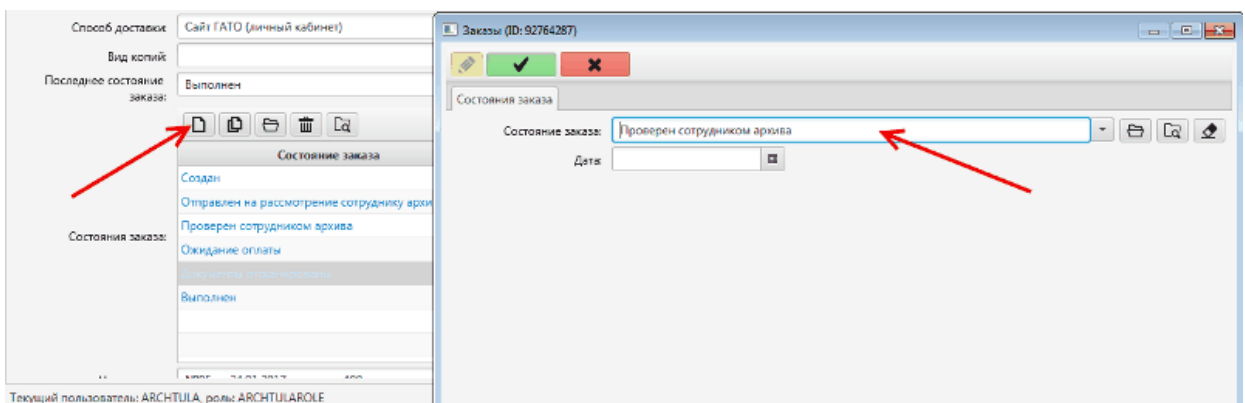 Способ доставки: Сайт ГАТО (личный кабинет)
Вид копий:
Последнее состояние заказа: Выполнен
Состояние заказа
Создан
Отправлен на рассмотрение сотруднику архи
Проверен сотрудником архива
Состояния заказа:
Ожидание оплаты
Выполнен
Текущий пользователь: ARCHTULA, роль: ARCHTULAROLE
Заказы (ID: 92764287)
Состояния заказа
Состояние заказа: Проверен сотрудником архива
Дата: